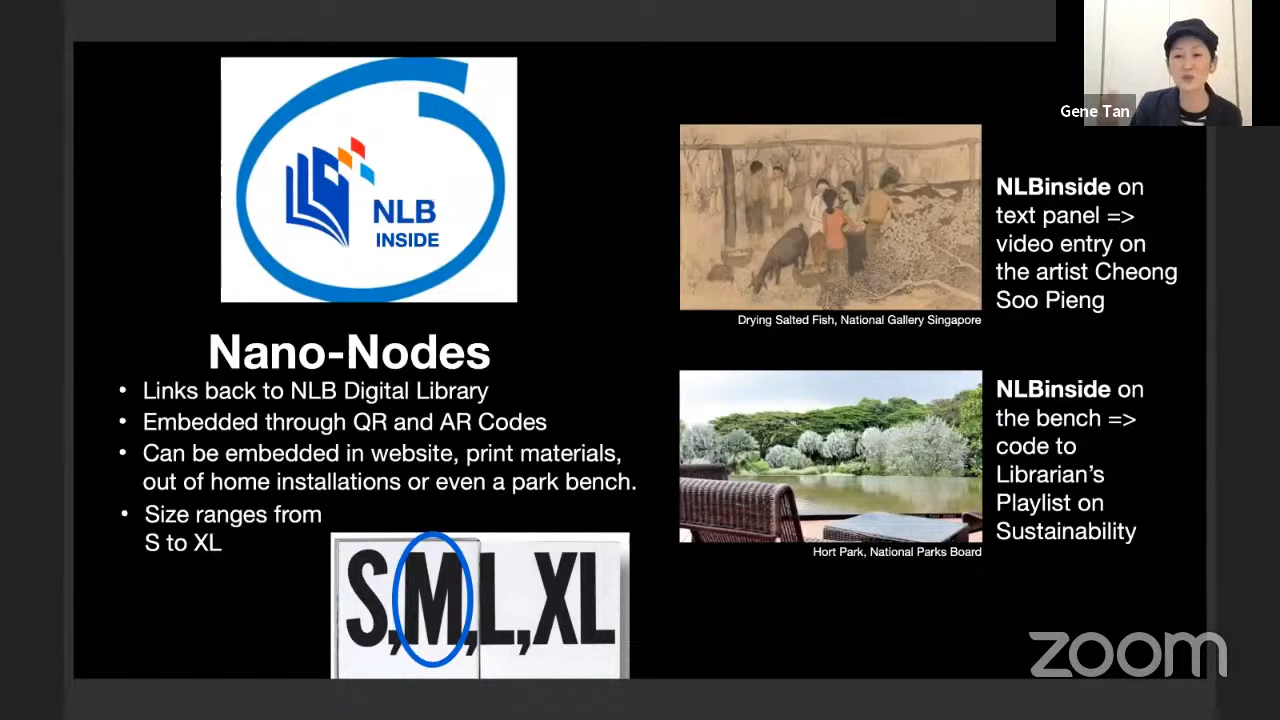 Gene Tan
NLB
INSIDE
Nano-Nodes
• Links back to NLB Digital Library
• Embedded through QR and AR Codes
• Can be embedded in website, print materials,
out of home installations or even a park bench.
• Size ranges from
S to XL
S,M,L,XL
Drying Salted Fish, National Gallery Singapore
NLBinside on
text panel =>
video entry on
the artist Cheong
Soo Pieng
Hort Park, National Parks Board
NLBinside on
the bench =>
code to
Librarian’s
Playlist on
Sustainability
zoom